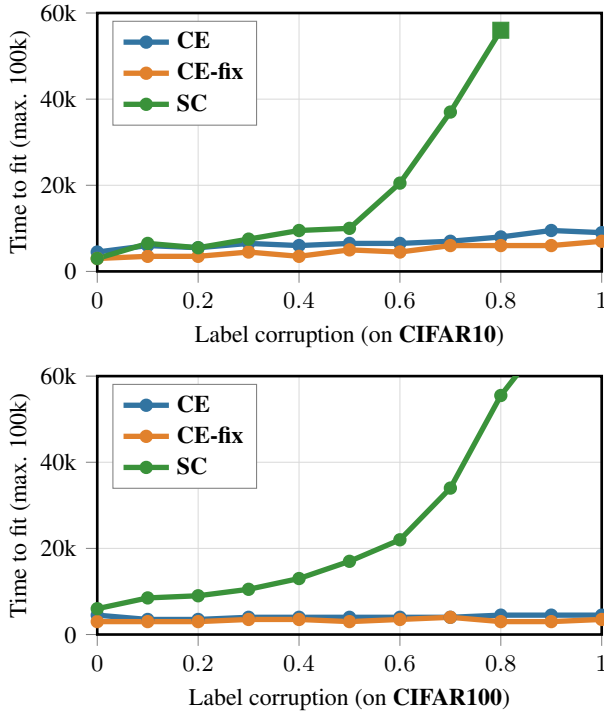 60k
40k
20k
0
Time to fit (max. 100k)
CE
CE-fix
SC
0 0.2 0.4 0.6 0.8 1
Label corruption (on CIFAR10)
60k
40k
20k
0
Time to fit (max. 100k)
CE
CE-fix
SC
0 0.2 0.4 0.6 0.8 1
Label corruption (on CIFAR100)